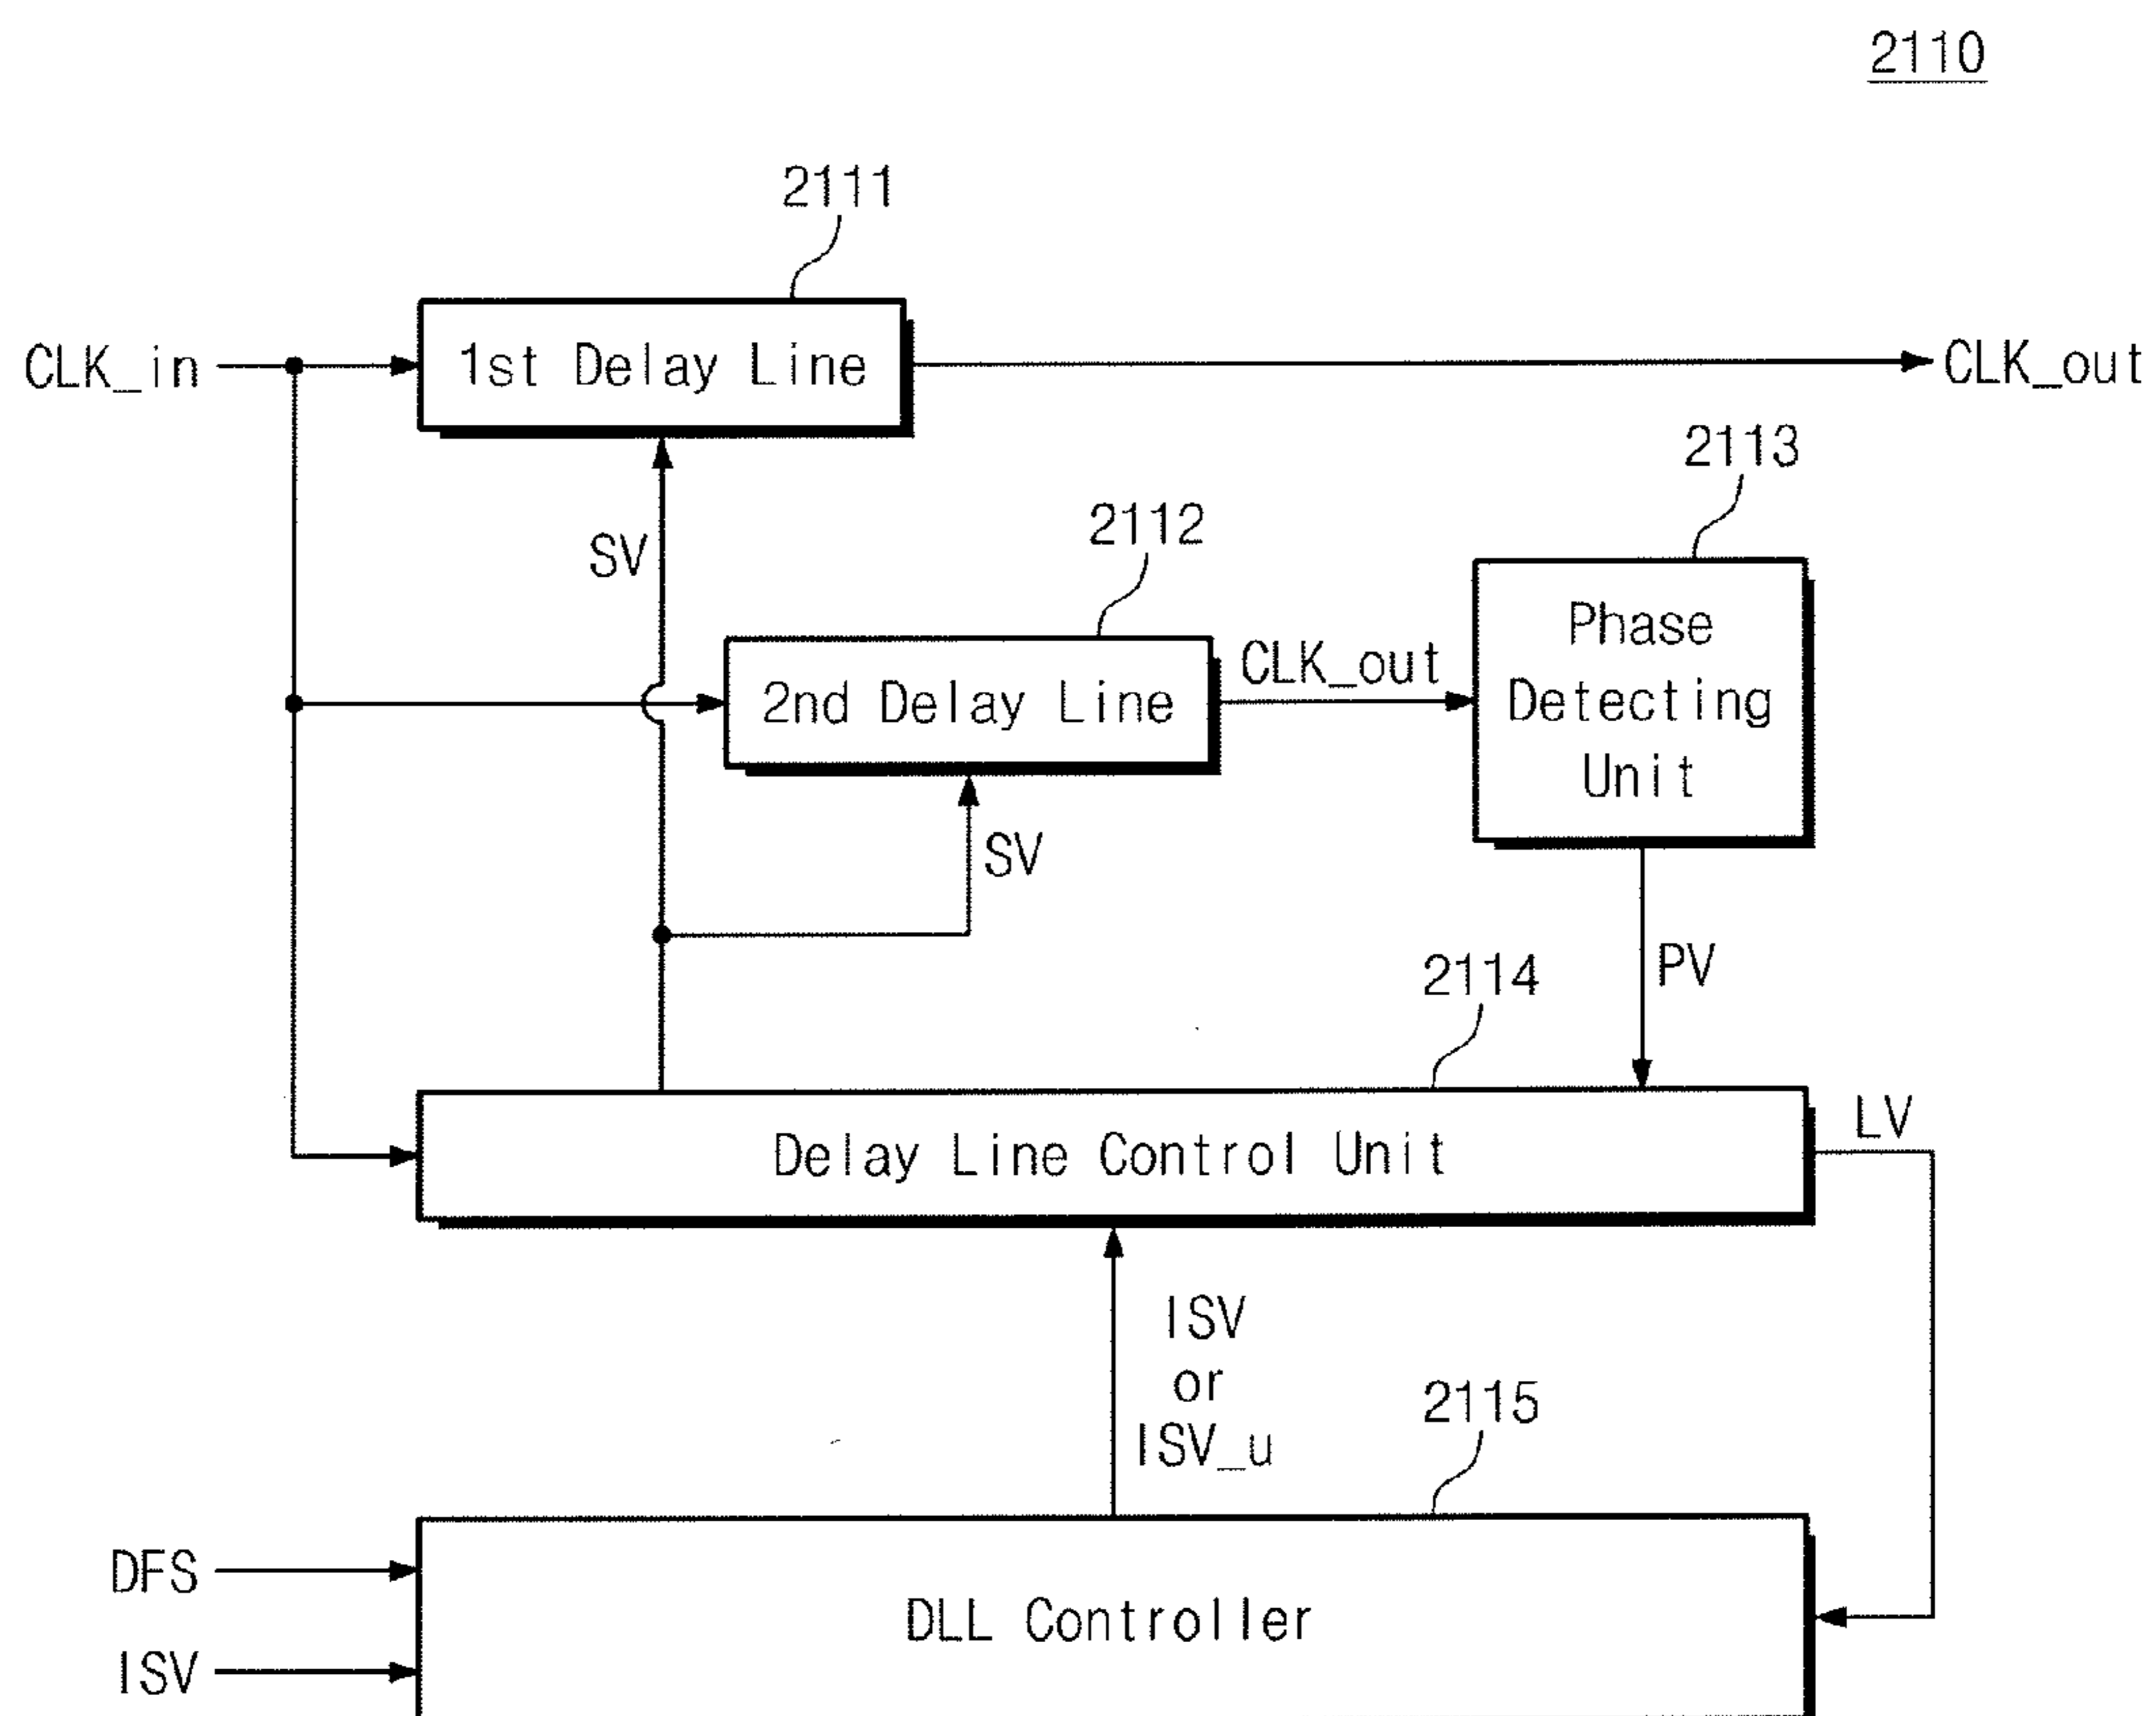 2110
2111
CLK_in
1st Delay Line
CLK_out
2113
2112
SV
Phase
Detecting
Unit
CLK_out
2nd Delay Line
SV
PV
2114
LV
Delay Line Control Unit
ISV
or
ISV_u
2115
DFS
DLL Controller
ISV